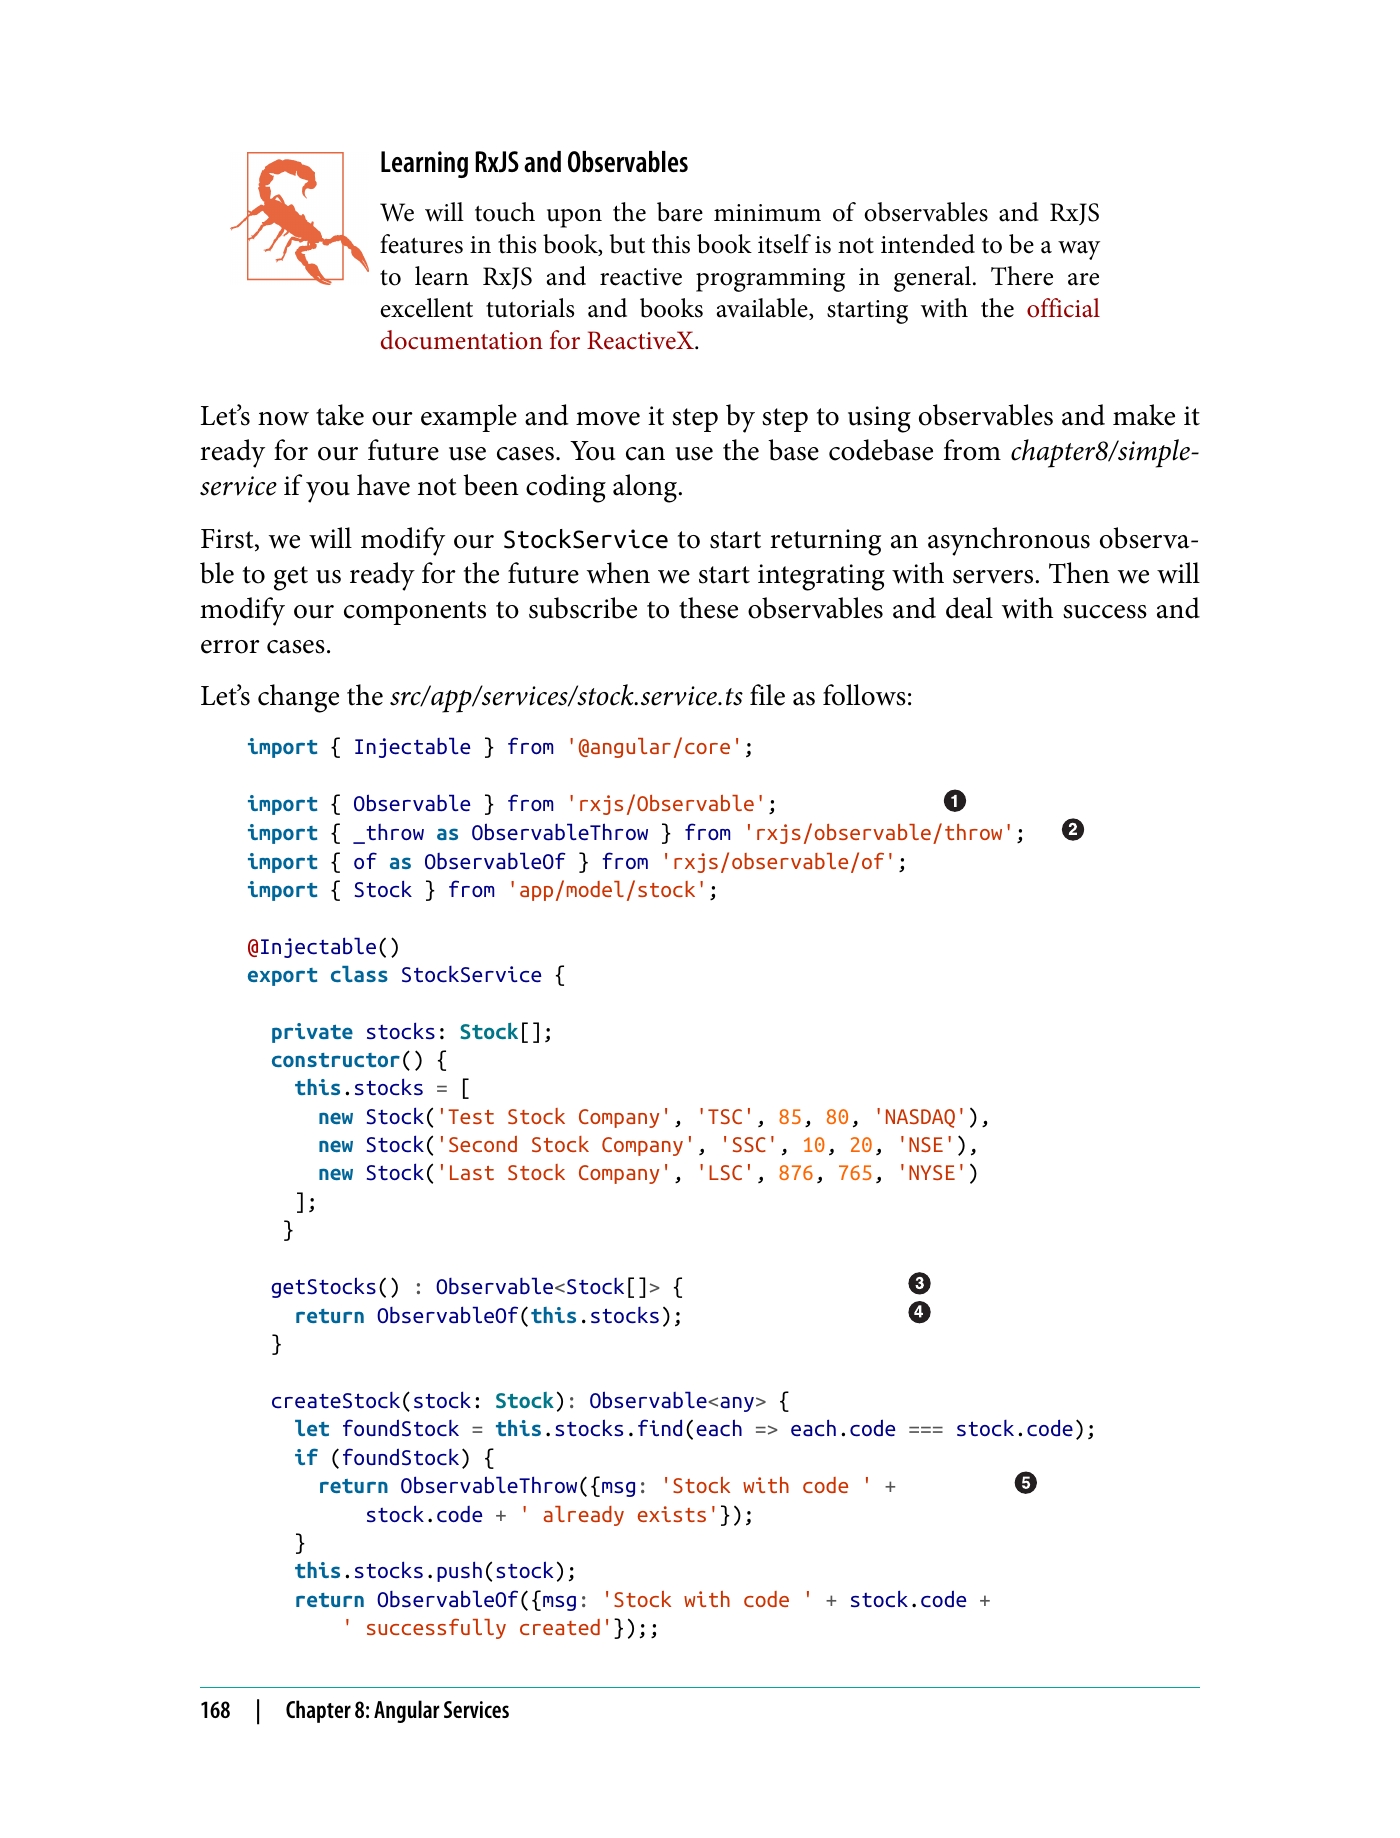 Learning RxJS and Observables
We will touch upon the bare minimum of observables and RxJS
features in this book, but this book itself is not intended to be a way
to learn RxJS and reactive programming in general. There are
excellent tutorials and books available, starting with the official
documentation for ReactiveX.
Let’s now take our example and move it step by step to using observables and make it
ready for our future use cases. You can use the base codebase from chapter8/simple-
service if you have not been coding along.
First, we will modify our StockService to start returning an asynchronous observa-
ble to get us ready for the future when we start integrating with servers. Then we will
modify our components to subscribe to these observables and deal with success and
error cases.
Let’s change the src/app/services/stock.service.ts file as follows:
import { Injectable } from '@angular/core';
import { Observable } from 'rxjs/Observable'; 1
import { _throw as ObservableThrow } from 'rxjs/observable/throw'; 2
import { of as ObservableOf } from 'rxjs/observable/of';
import { Stock } from 'app/model/stock';
@Injectable()
export class StockService {
private stocks: Stock[];
constructor() {
this.stocks = [
new Stock('Test Stock Company', 'TSC', 85, 80, 'NASDAQ'),
new Stock('Second Stock Company', 'SSC', 10, 20, 'NSE'),
new Stock('Last Stock Company', 'LSC', 876, 765, 'NYSE')
];
}
getStocks() : Observable<Stock[]> { 3
return ObservableOf(this.stocks); 4
}
createStock(stock: Stock): Observable<any> {
let foundStock = this.stocks.find(each => each.code === stock.code);
if (foundStock) {
return ObservableThrow({msg: 'Stock with code ' + 5
stock.code + ' already exists'});
}
this.stocks.push(stock);
return ObservableOf({msg: 'Stock with code ' + stock.code +
' successfully created'});;
168 | Chapter 8: Angular Services